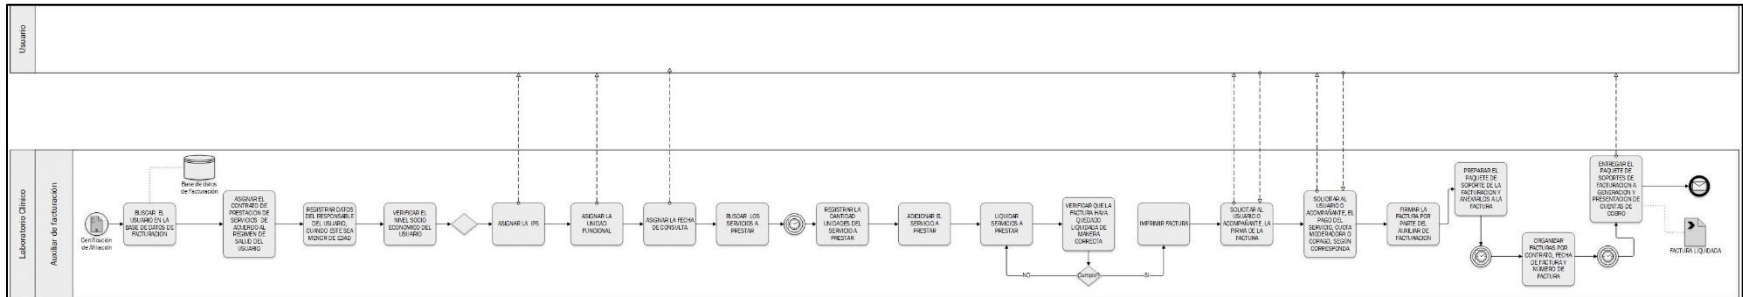 Usuario
Laboratorio Clínico
Auxiliar de facturación
Certificación
de Afiliación
BUSCAR EL
USUARIO EN LA
BASE DE DATOS DE
FACTURACION
Base de datos
de facturación
ASIGNAR EL
CONTRATO DE
PRESTACION DE
SERVICIOS DE
ACUERDO AL
REGIMEN DE
SALUD DEL
USUARIO
REGISTRAR DATOS
DEL RESPONSABLE
DEL USUARIO,
CUANDO ESTE SEA
MENOR DE EDAD
VERIFICAR EL
NIVEL SOCIO
ECONOMICO DEL
USUARIO
ASIGNAR LA IPS
ASIGNAR LA
UNIDAD
FUNCIONAL
ASIGNAR LA FECHA
DE CONSULTA
BUSCAR LOS
SERVICIOS A
PRESTAR
REGISTRAR LA
CANTIDAD
UNIDADES DEL
SERVICIO A
PRESTAR
ADICIONAR EL
SERVICIO A
PRESTAR
LIQUIDAR
SERVICIOS A
PRESTAR
VERIFICAR QUE LA
FACTURA HAYA
QUEDADO
LIQUIDADA DE
MANERA
CORRECTA
Cumple?
NO
SI
IMPRIMIR FACTURA
SOLICITAR AL
USUARIO O
ACOMPAÑANTE, LA
FIRMA DE LA
FACTURA
SOLICITAR AL
USUARIO O
ACOMPAÑANTE, EL
PAGO DEL
SERVICIO, CUOTA
MODERADORA O
COPAGO, SEGÚN
CORRESPONDA
FIRMAR LA
FACTURA POR
PARTE DEL
AUXILIAR DE
FACTURACION
PREPARAR EL
PAQUETE DE
SOPORTE DE LA
FACTURACION Y
ANEXARLOS A LA
FACTURA
ORGANIZAR
FACTURAS POR
CONTRATO, FECHA
DE FACTURA Y
NUMERO DE
FACTURA
ENTREGAR EL
PAQUETE DE
SOPORTES DE
FACTURACION A
GENERACION Y
PRESENTACION DE
CUENTAS DE
COBRO
FACTURA LIQUIDADA